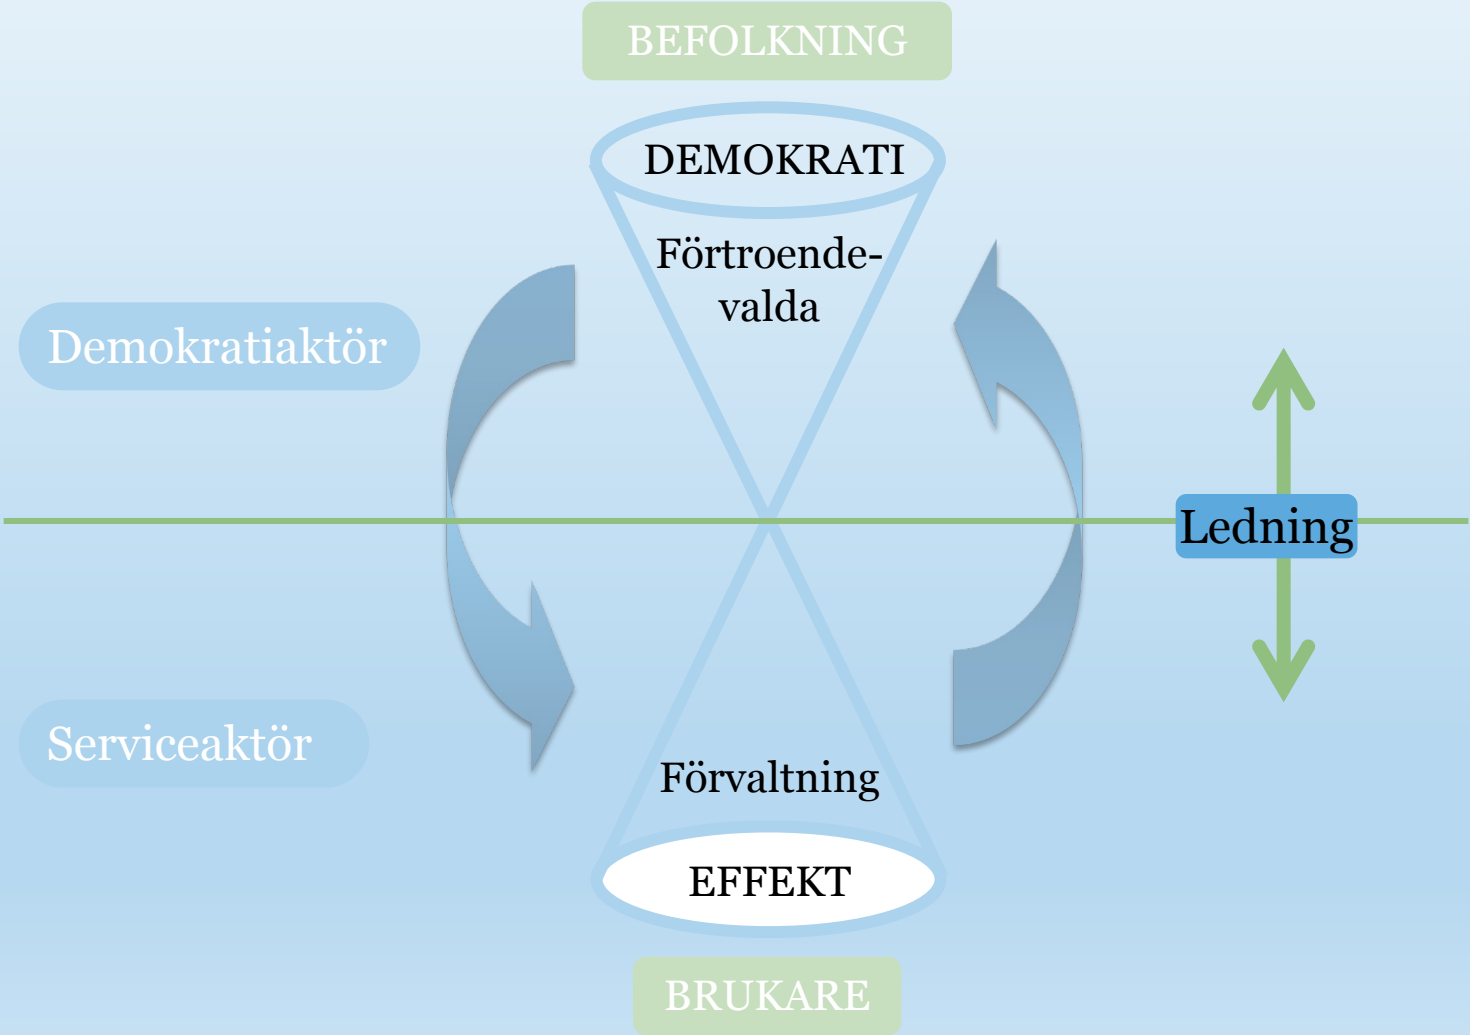 BEFOLKNING
DEMOKRATI
Förtroende-
valda
Demokratiaktör
Ledning
Serviceaktör
Förvaltning
EFFEKT
BRUKARE